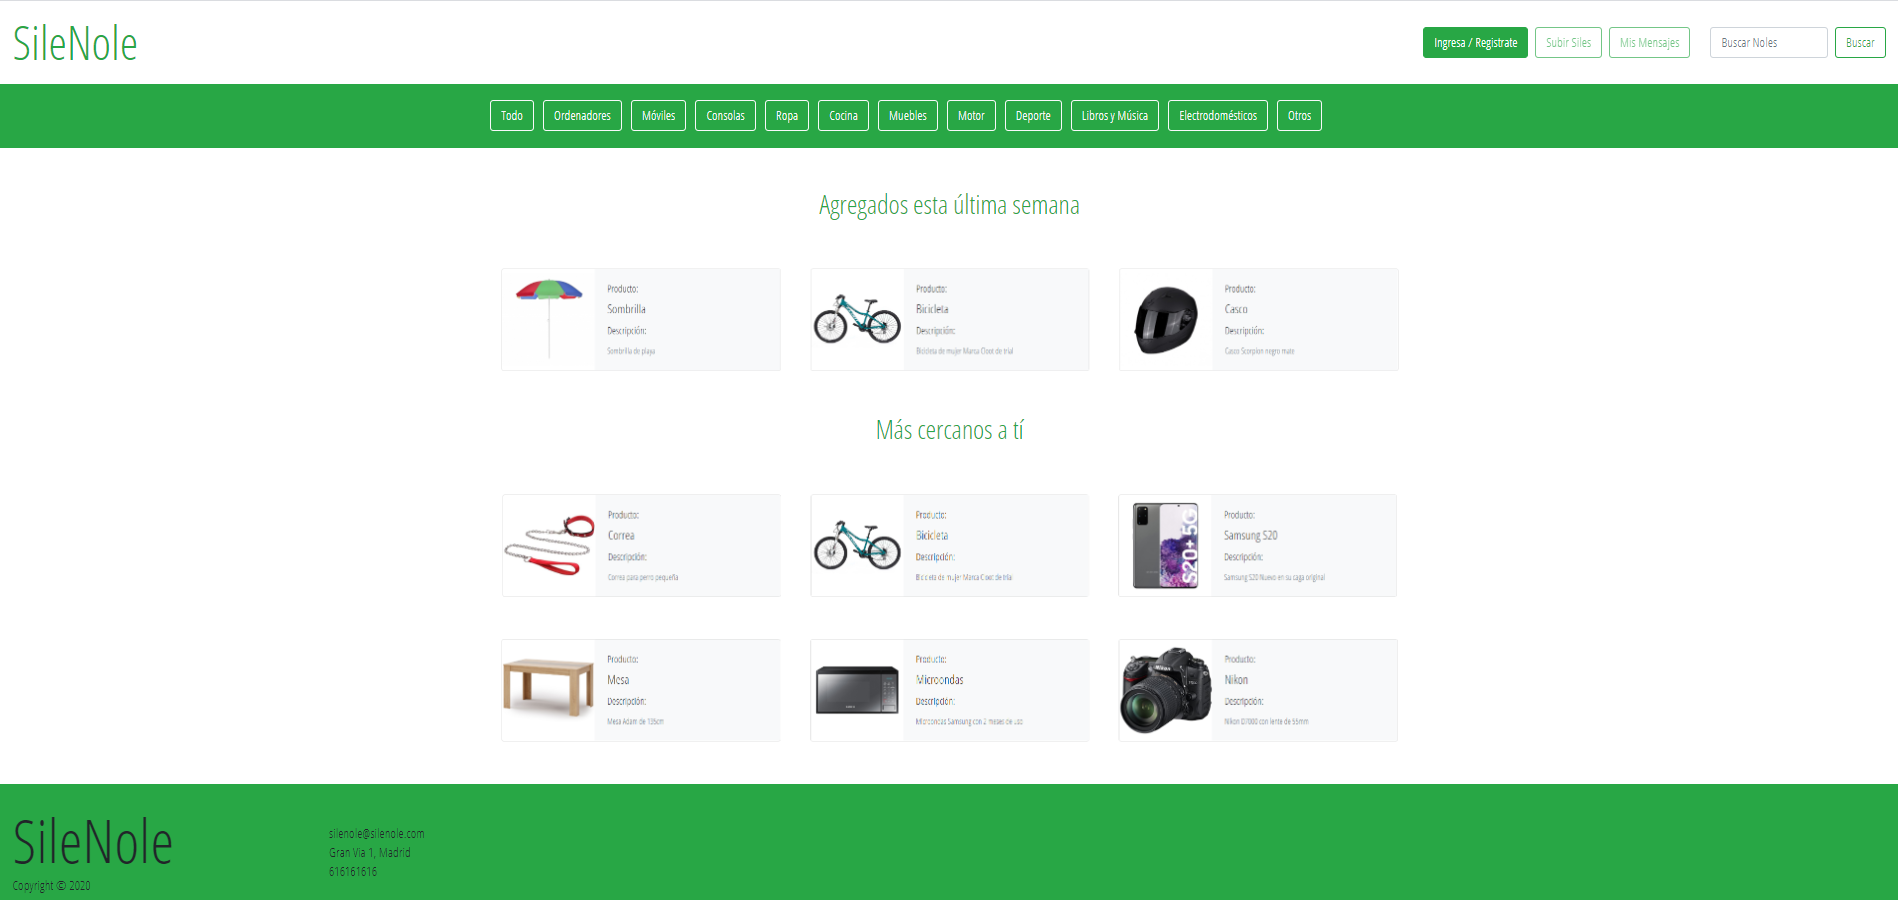 SileNole
Ingresa / Registrate
Subir Siles
Mis Mensajes
Buscar Noles
Buscar
Todo
Ordenadores
Móviles
Consolas
Ropa
Cocina
Muebles
Motor
Deporte
Libros y Música
Electrodomésticos
Otros
Agregados esta última semana
Producto:
Sombrilla
Descripción:
Sombrilla de playa
Producto:
Bicicleta
Descripción:
Bicicleta de mujer Marca Cloot de trial
Producto:
Casco
Descripción:
Casco Scorpion negro mate
Más cercanos a tí
Producto:
Correa
Descripción:
Correa para perro pequeña
Producto:
Bicicleta
Descripción:
Bicicleta de mujer Marca Cloot de trial
S20+ 5G
Producto:
Samsung S20
Descripción:
Samsung S20 Nuevo en su caja original
Producto:
Mesa
Descripción:
Mesa Adam de 135cm
Producto:
Microondas
Descripción:
Microondas Samsung con 2 meses de uso
Nikon
Producto:
Nikon
Descripción:
Nikon D7000 con lente de 55mm
SileNole
Copyright © 2020
silenole@silenole.com
Gran Via 1, Madrid
616161616